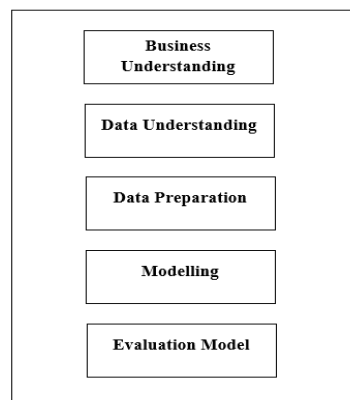 Business
Understanding
Data Understanding
Data Preparation
Modelling
Evaluation Model